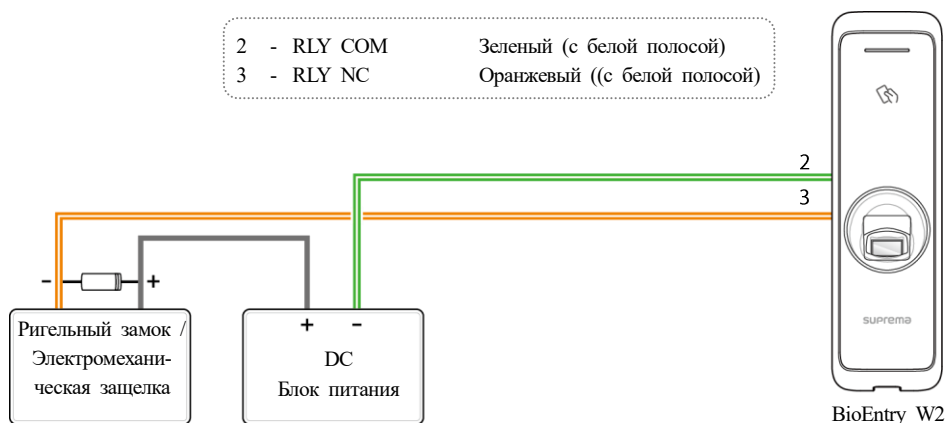 2 - RLY COM Зеленый (с белой полосой)
3 - RLY NC Оранжевый ((с белой полосой)
2
3
- +
+ -
Ригельный замок /
Электромехани-
ческая защелка
DC
Блок питания
suprema
BioEntry W2